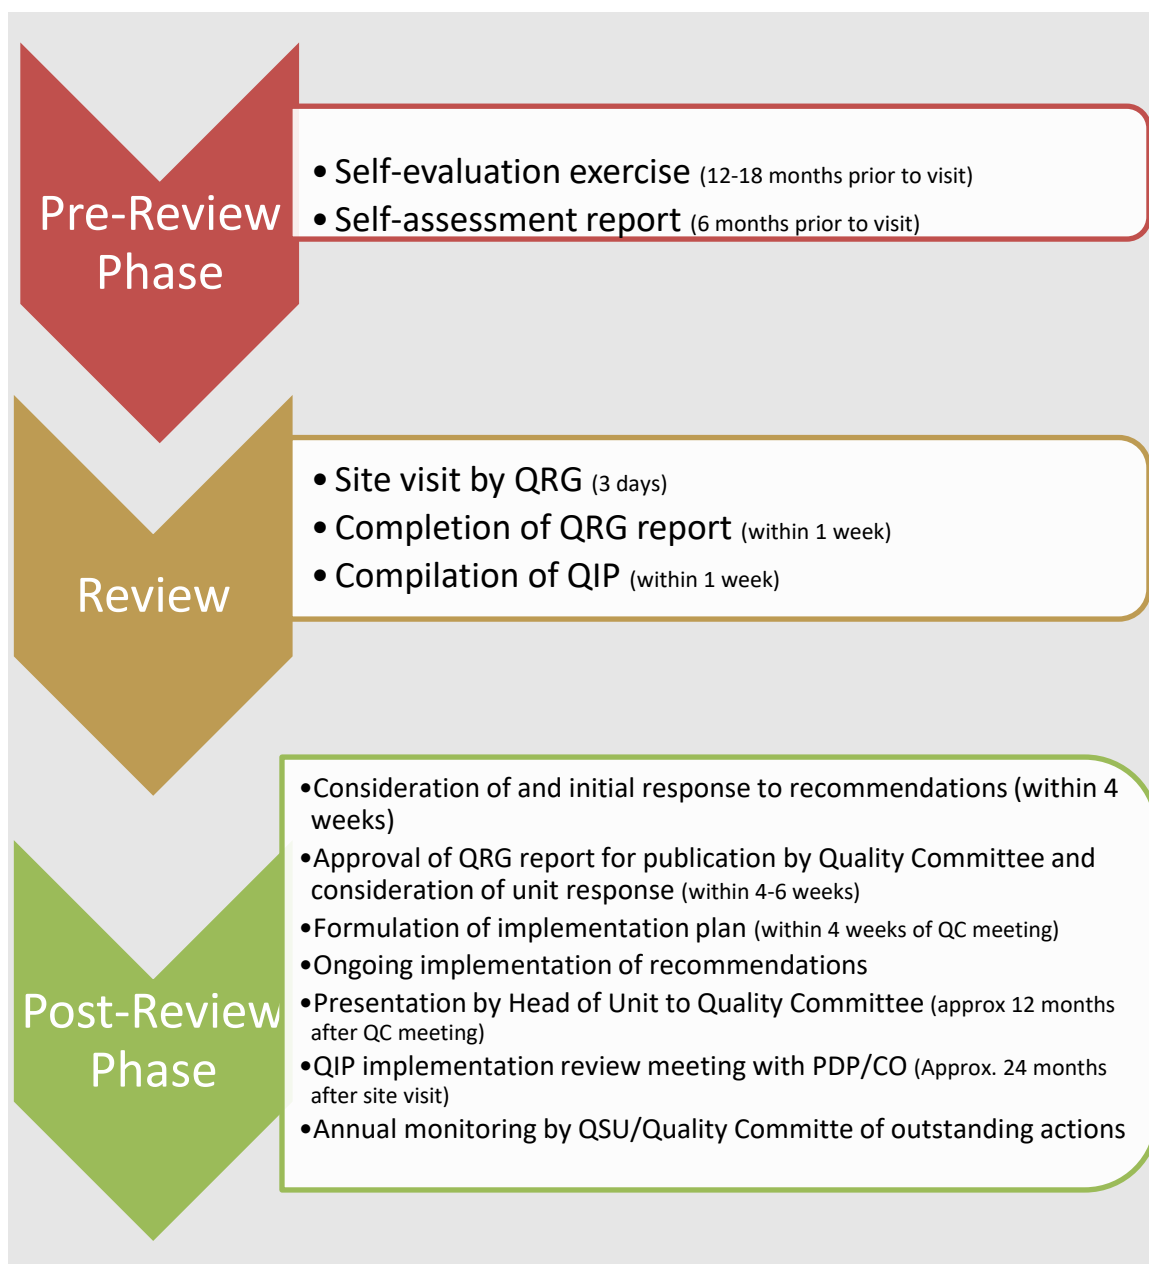 Pre-Review
Phase
• Self-evaluation exercise (12-18 months prior to visit)
• Self-assessment report (6 months prior to visit)
Review
• Site visit by QRG (3 days)
• Completion of QRG report (within 1 week)
• Compilation of QIP (within 1 week)
Post-Review
Phase
•Consideration of and initial response to recommendations (within 4
weeks)
•Approval of QRG report for publication by Quality Committee and
consideration of unit response (within 4-6 weeks)
•Formulation of implementation plan (within 4 weeks of QC meeting)
•Ongoing implementation of recommendations
•Presentation by Head of Unit to Quality Committee (approx 12 months
after QC meeting)
•QIP implementation review meeting with PDP/CO (Approx. 24 months
after site visit)
•Annual monitoring by QSU/Quality Committe of outstanding actions